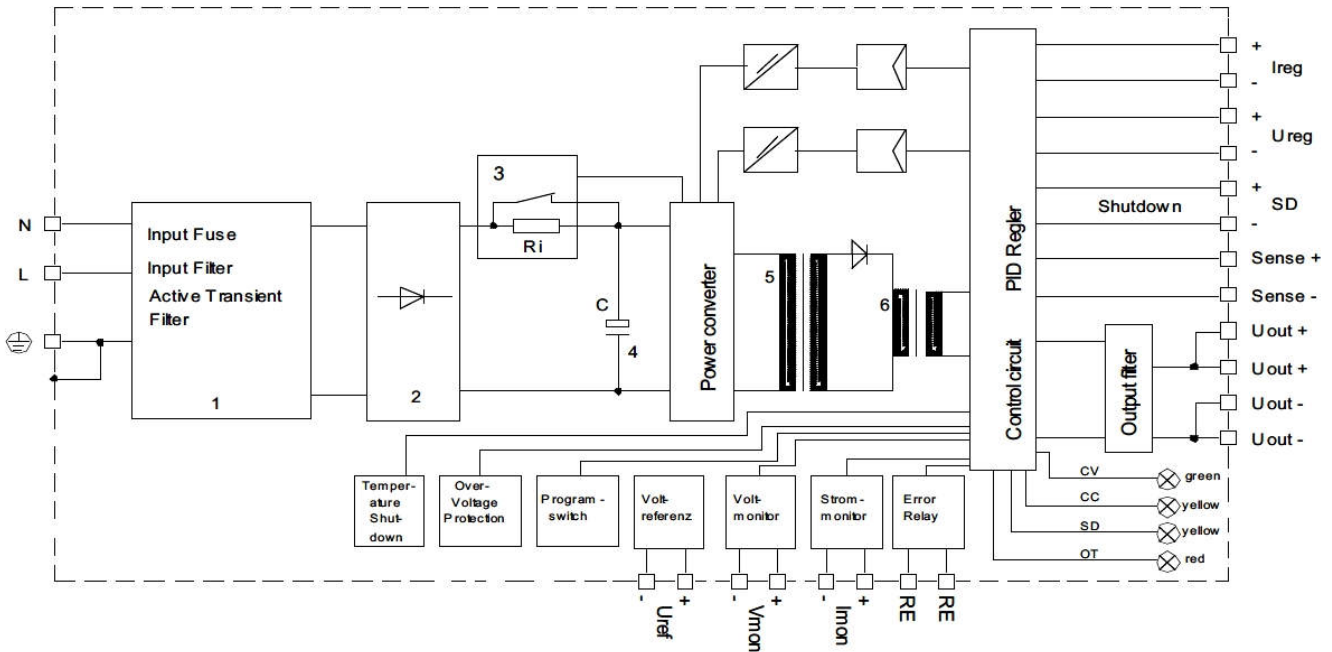 +
Ireg
-
+
Ureg
-
+
Shutdown
SD
-
Sense +
Sense -
Uout +
Uout +
Uout -
Uout -
N
L
Input Fuse
Input Filter
Active Transient
Filter
1
2
3
Ri
C
4
Power converter
5
6
PID Regler
Control circuit
Output filter
CV
green
CC
yellow
SD
yellow
OT
red
Temper-
ature
Shut-
down
Over-
Voltage
Protection
Program-
switch
Volt-
referenz
Volt-
monitor
Strom-
monitor
Error
Relay
- +
Uref
- +
Vmon
- +
Imon
RE
RE